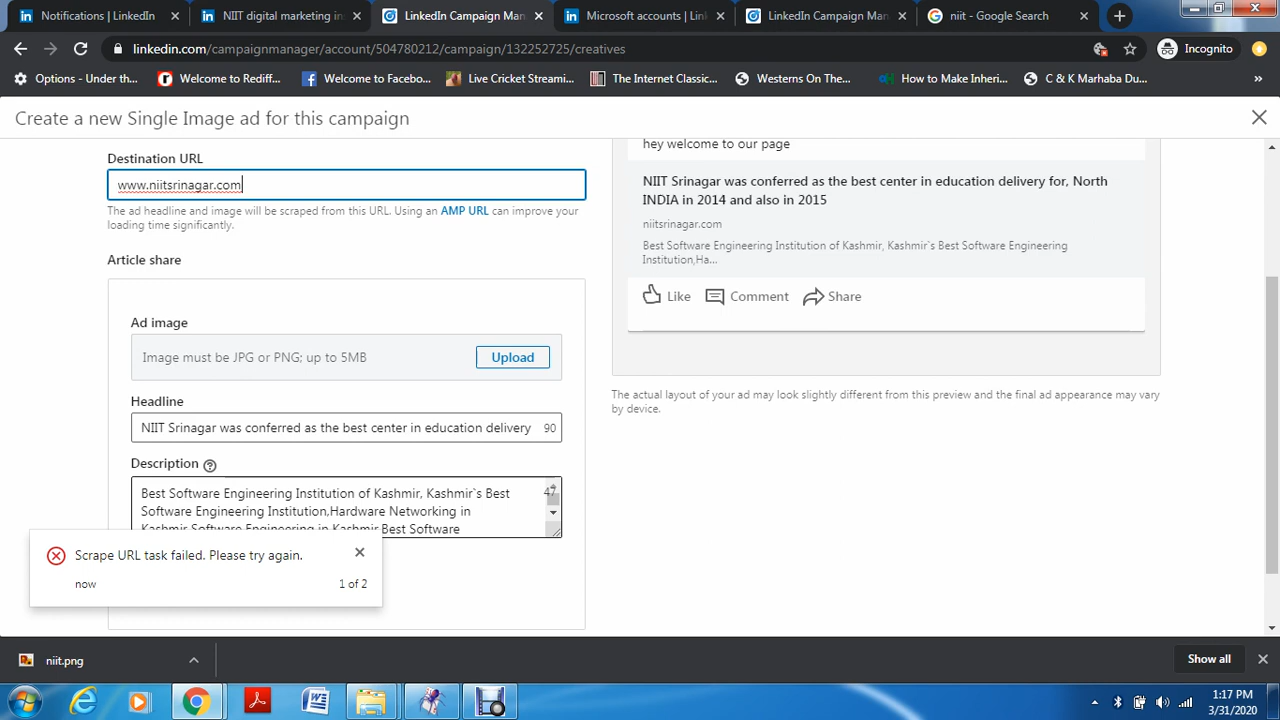 Notifications | LinkedIn
NIIT digital marketing in
LinkedIn Campaign Man
Microsoft accounts | Link
LinkedIn Campaign Man
niit - Google Search
linkedin.com/campaignmanager/account/504780212/campaign/132252725/creatives
Incognito
Options - Under th...
Welcome to Rediff...
Welcome to Facebo...
Live Cricket Streami...
The Internet Classic...
Westerns On The...
How to Make Inheri...
C & K Marhaba Du...
»
Create a new Single Image ad for this campaign
Destination URL
www.niitsrinagar.com
The ad headline and image will be scraped from this URL. Using an AMP URL can improve your
loading time significantly.
Article share
Ad image
Image must be JPG or PNG; up to 5MB
Upload
Headline
NIIT Srinagar was conferred as the best center in education delivery 90
Description
Best Software Engineering Institution of Kashmir, Kashmir`s Best 47
Software Engineering Institution,Hardware Networking in
Kashmir Software Engineering in Kashmir Best Software
Scrape URL task failed. Please try again.
now
1 of 2
hey welcome to our page
NIIT Srinagar was conferred as the best center in education delivery for, North
INDIA in 2014 and also in 2015
niitsrinagar.com
Best Software Engineering Institution of Kashmir, Kashmir`s Best Software Engineering
Institution,Ha...
Like
Comment
Share
The actual layout of your ad may look slightly different from this preview and the final ad appearance may vary
by device.
niit.png
Show all
1:17 PM
3/31/2020